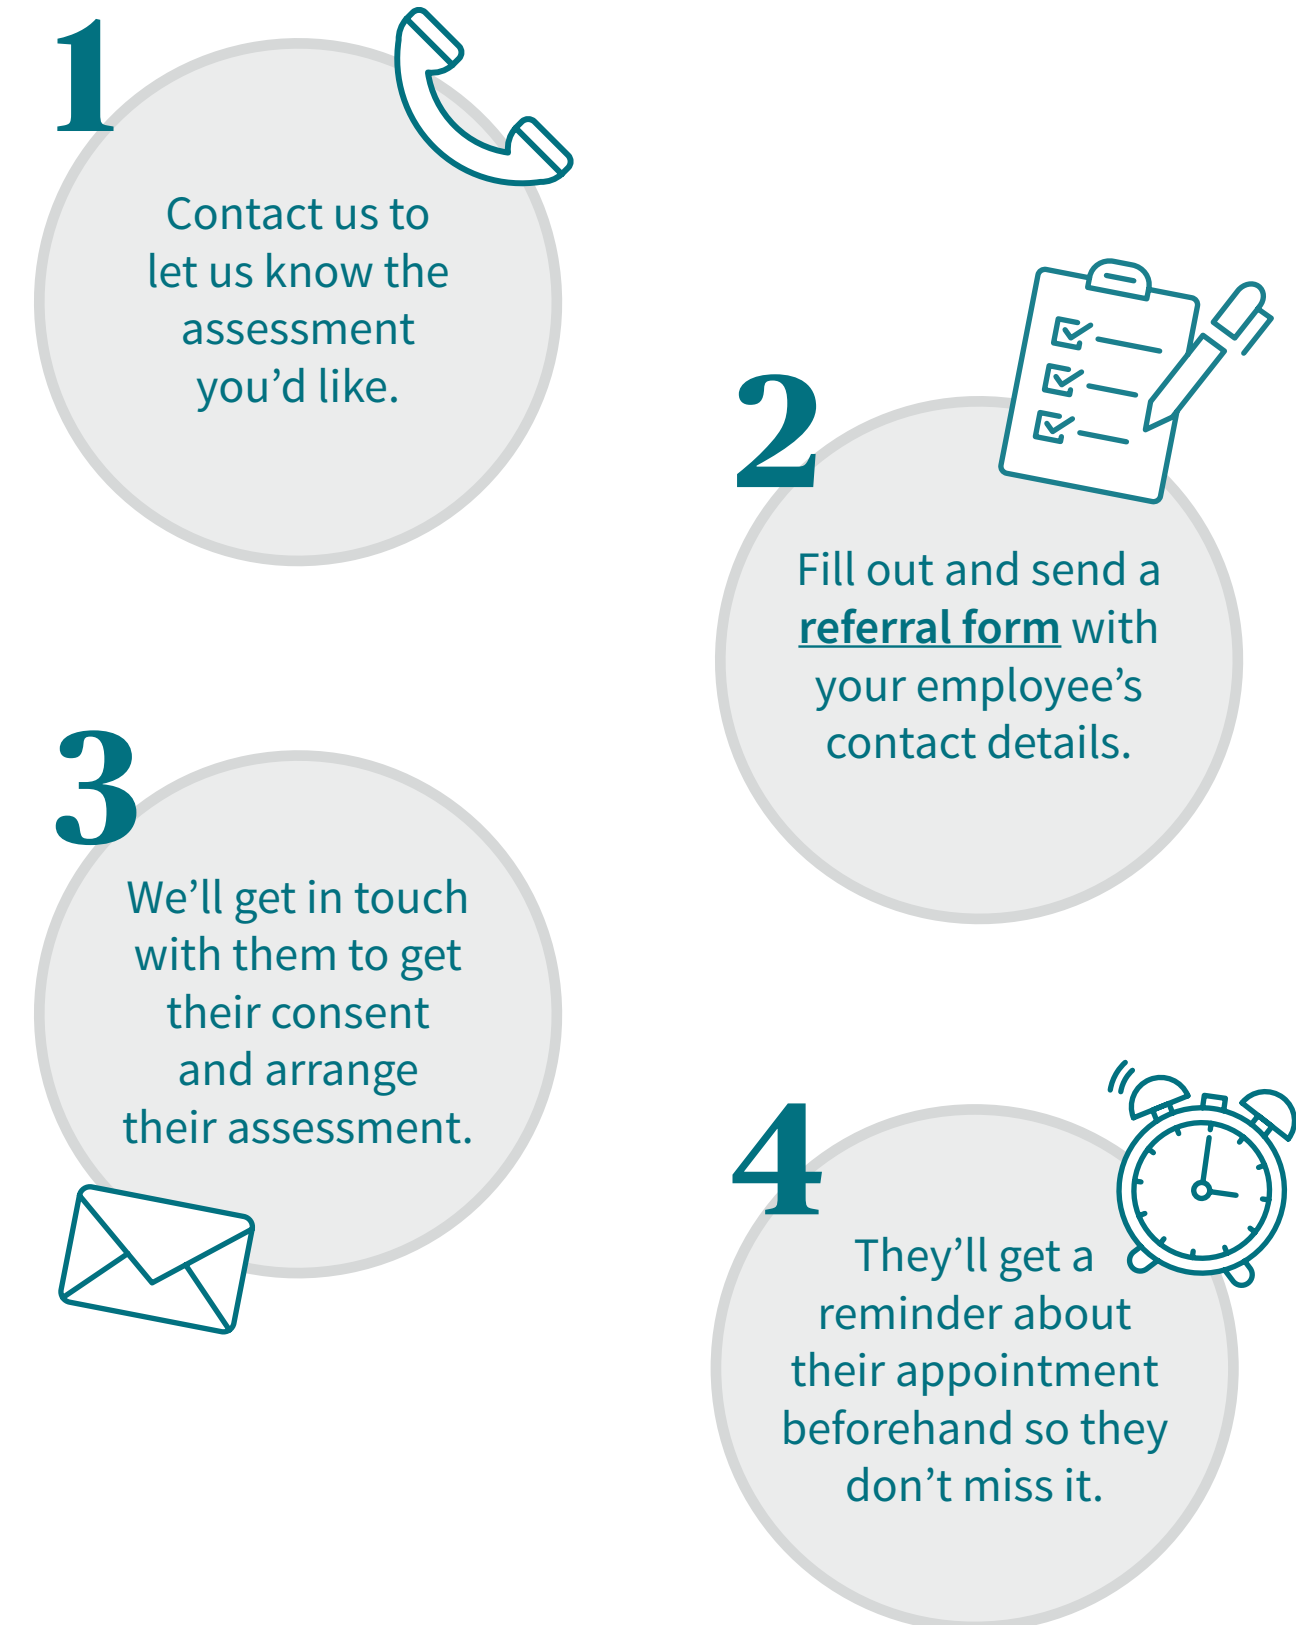 1
Contact us to
let us know the
assessment
you’d like.
2
Fill out and send a
referral form with
your employee’s
contact details.
3
We’ll get in touch
with them to get
their consent
and arrange
their assessment.
4
They’ll get a
reminder about
their appointment
beforehand so they
don’t miss it.